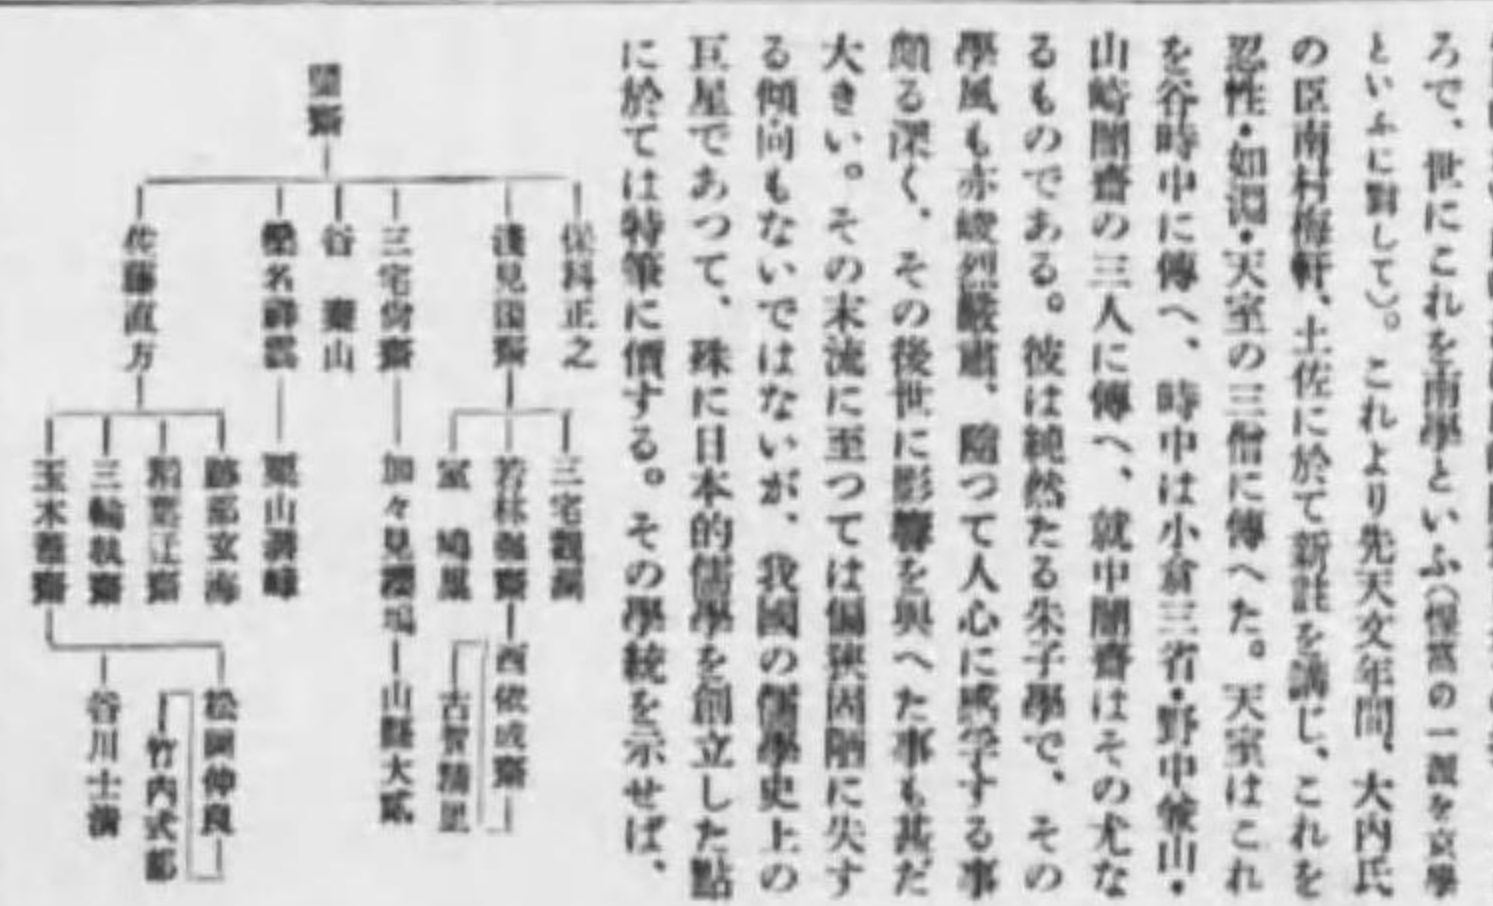 ろで、世にこれを南學といふ(惺窩の一派を京學
といふに對して)。これより先天文年間、大内氏
の臣南村梅軒、土佐に於て新註を講じ、これを
忍性・如淵・天室の三僧に傳へた。天室はこれ
を谷時中に傳へ、時中は小倉三省・野中兼山・
山崎闇齋の三人に傳へ、就中闇齋はその尤な
るものである。彼は純然たる朱子學で、その
學風も亦峻烈嚴肅、隨つて人心に感孚する事
頗る深く、その後世に影響を與へた事も甚だ
大きい。その末流に至つては偏狹固陋に失す
る傾向もないではないが、我國の儒學史上の
巨星であつて、殊に日本的儒學を創立した點
に於ては特筆に價する。その學統を示せば、
闇齋
保科正之
淺見絅齋
三宅觀瀾
若林强齋
西依成齋
古賀精里
室鳩巢
三宅尙齋
加々見櫻塢
山縣大貳
谷秦山
桑名祥雲
栗山潛峰
佐藤直方
跡部玄海
稻葉迂齋
三輪執齋
玉木葦齋
松岡仲良
竹内式部
谷川士淸